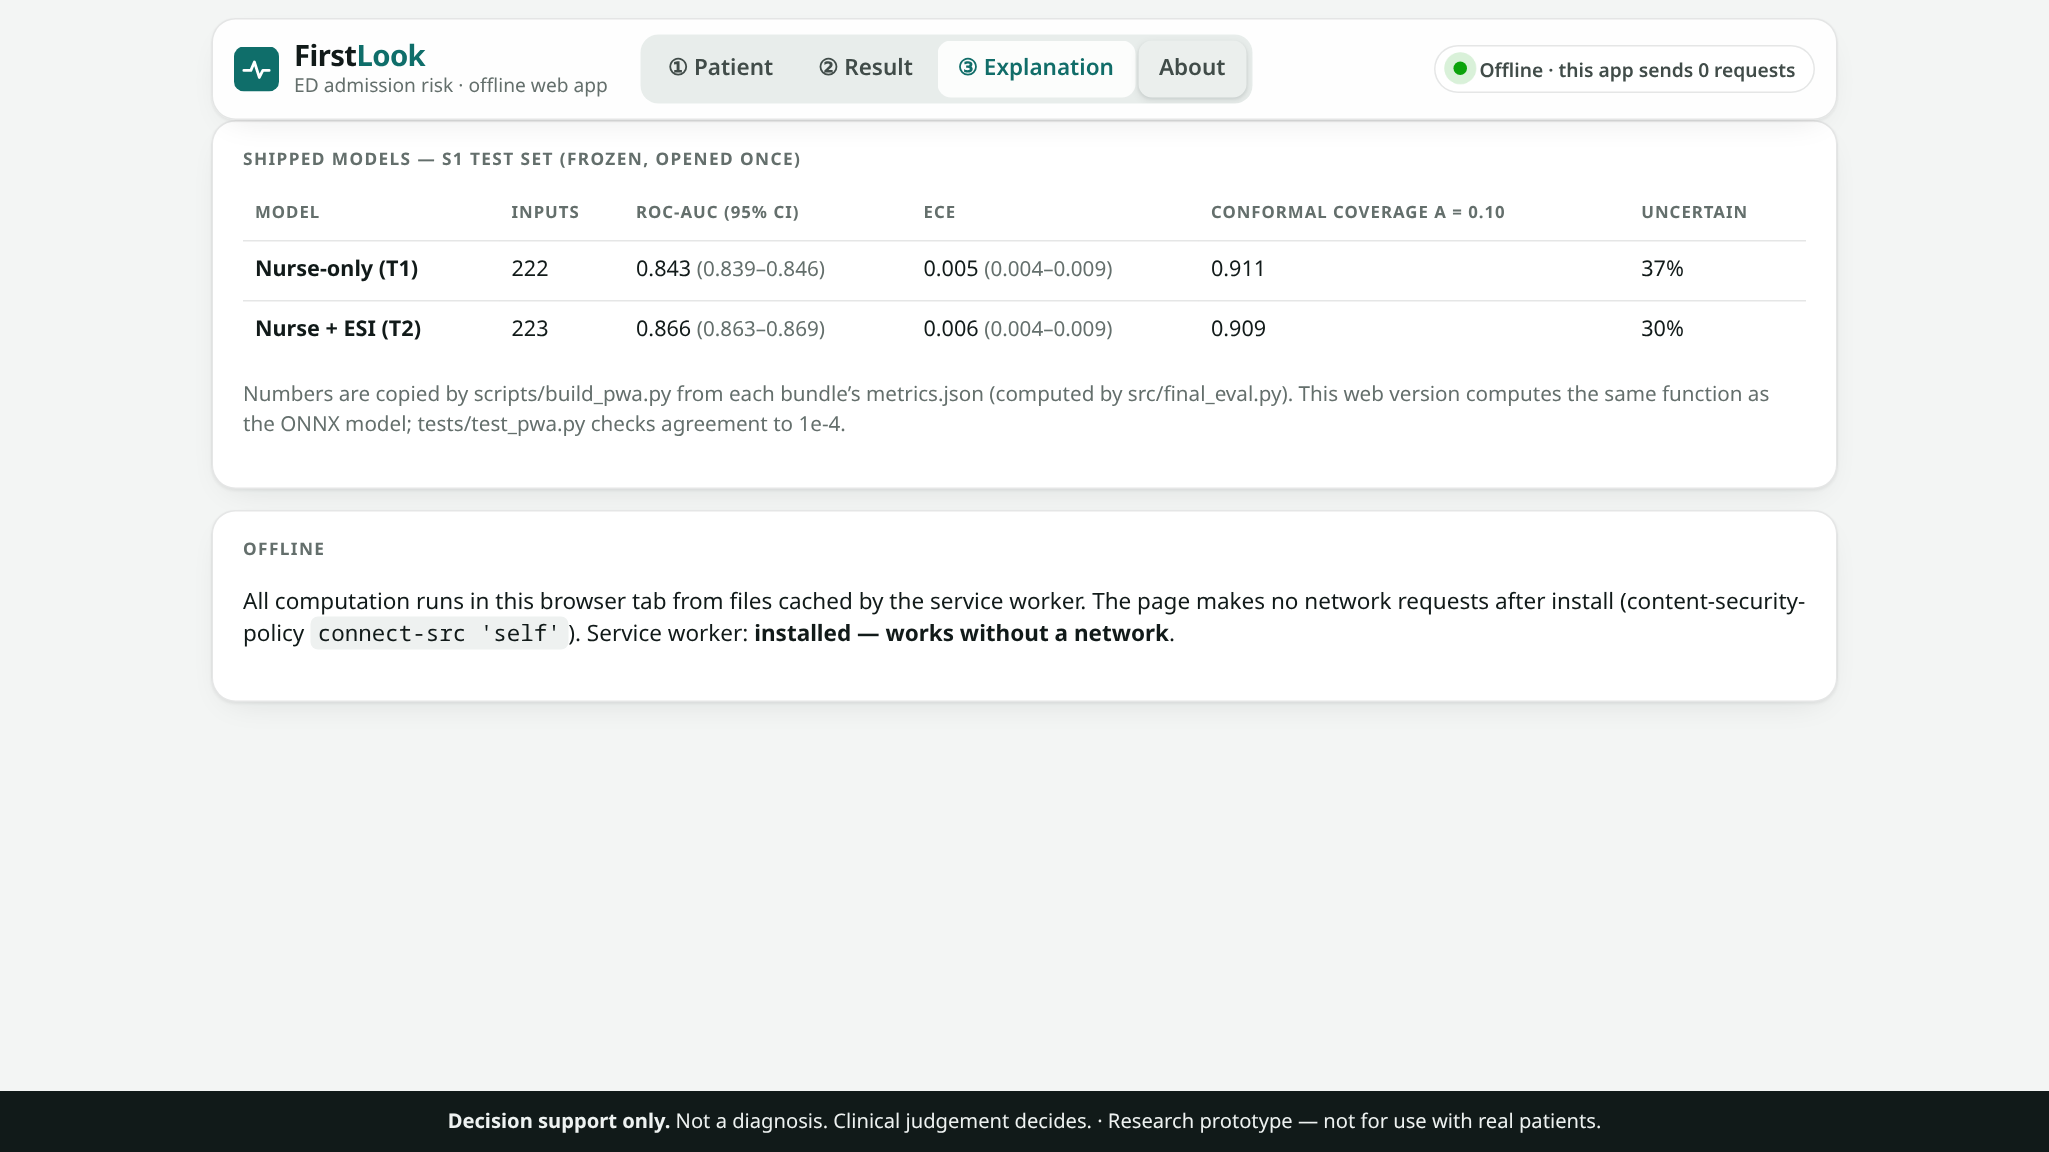 FirstLook
ED admission risk · offline web app
① Patient
② Result
③ Explanation
About
Offline · this app sends 0 requests
SHIPPED MODELS — S1 TEST SET (FROZEN, OPENED ONCE)
MODEL INPUTS ROC-AUC (95% CI) ECE CONFORMAL COVERAGE Α = 0.10 UNCERTAIN
Nurse-only (T1) 222 0.843 (0.839–0.846) 0.005 (0.004–0.009) 0.911 37%
Nurse + ESI (T2) 223 0.866 (0.863–0.869) 0.006 (0.004–0.009) 0.909 30%
Numbers are copied by scripts/build_pwa.py from each bundle’s metrics.json (computed by src/final_eval.py). This web version computes the same function as
the ONNX model; tests/test_pwa.py checks agreement to 1e-4.
OFFLINE
All computation runs in this browser tab from files cached by the service worker. The page makes no network requests after install (content-security-
policy connect-src 'self'). Service worker: installed — works without a network.
Decision support only. Not a diagnosis. Clinical judgement decides. · Research prototype — not for use with real patients.